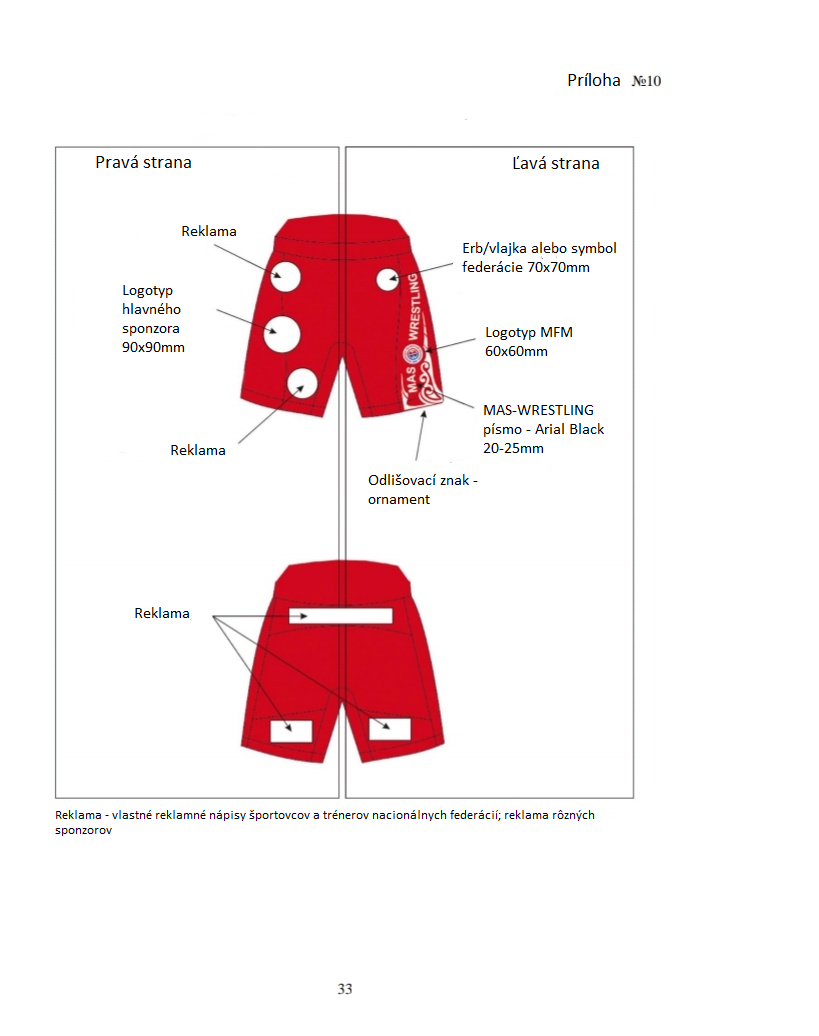 Príloha №10
Pravá strana
Ľavá strana
Reklama
Erb/vlajka alebo symbol
federácie 70x70mm
Logotyp
hlavného
sponzora
90x90mm
WRESTLING
MAS
Logotyp MFM
60x60mm
MAS-WRESTLING
písmo - Arial Black
20-25mm
Reklama
Odlišovací znak -
ornament
Reklama
Reklama - vlastné reklamné nápisy športovcov a trénerov nacionálnych federácií; reklama rôzných
sponzorov
33